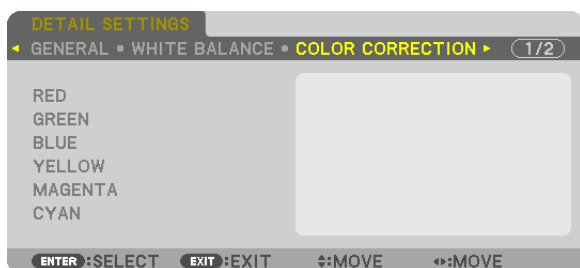 DETAIL SETTINGS
◂ GENERAL • WHITE BALANCE • COLOR CORRECTION ▸ 1/2
RED
GREEN
BLUE
YELLOW
MAGENTA
CYAN
ENTER:SELECT EXIT:EXIT ♦:MOVE ◂▸:MOVE